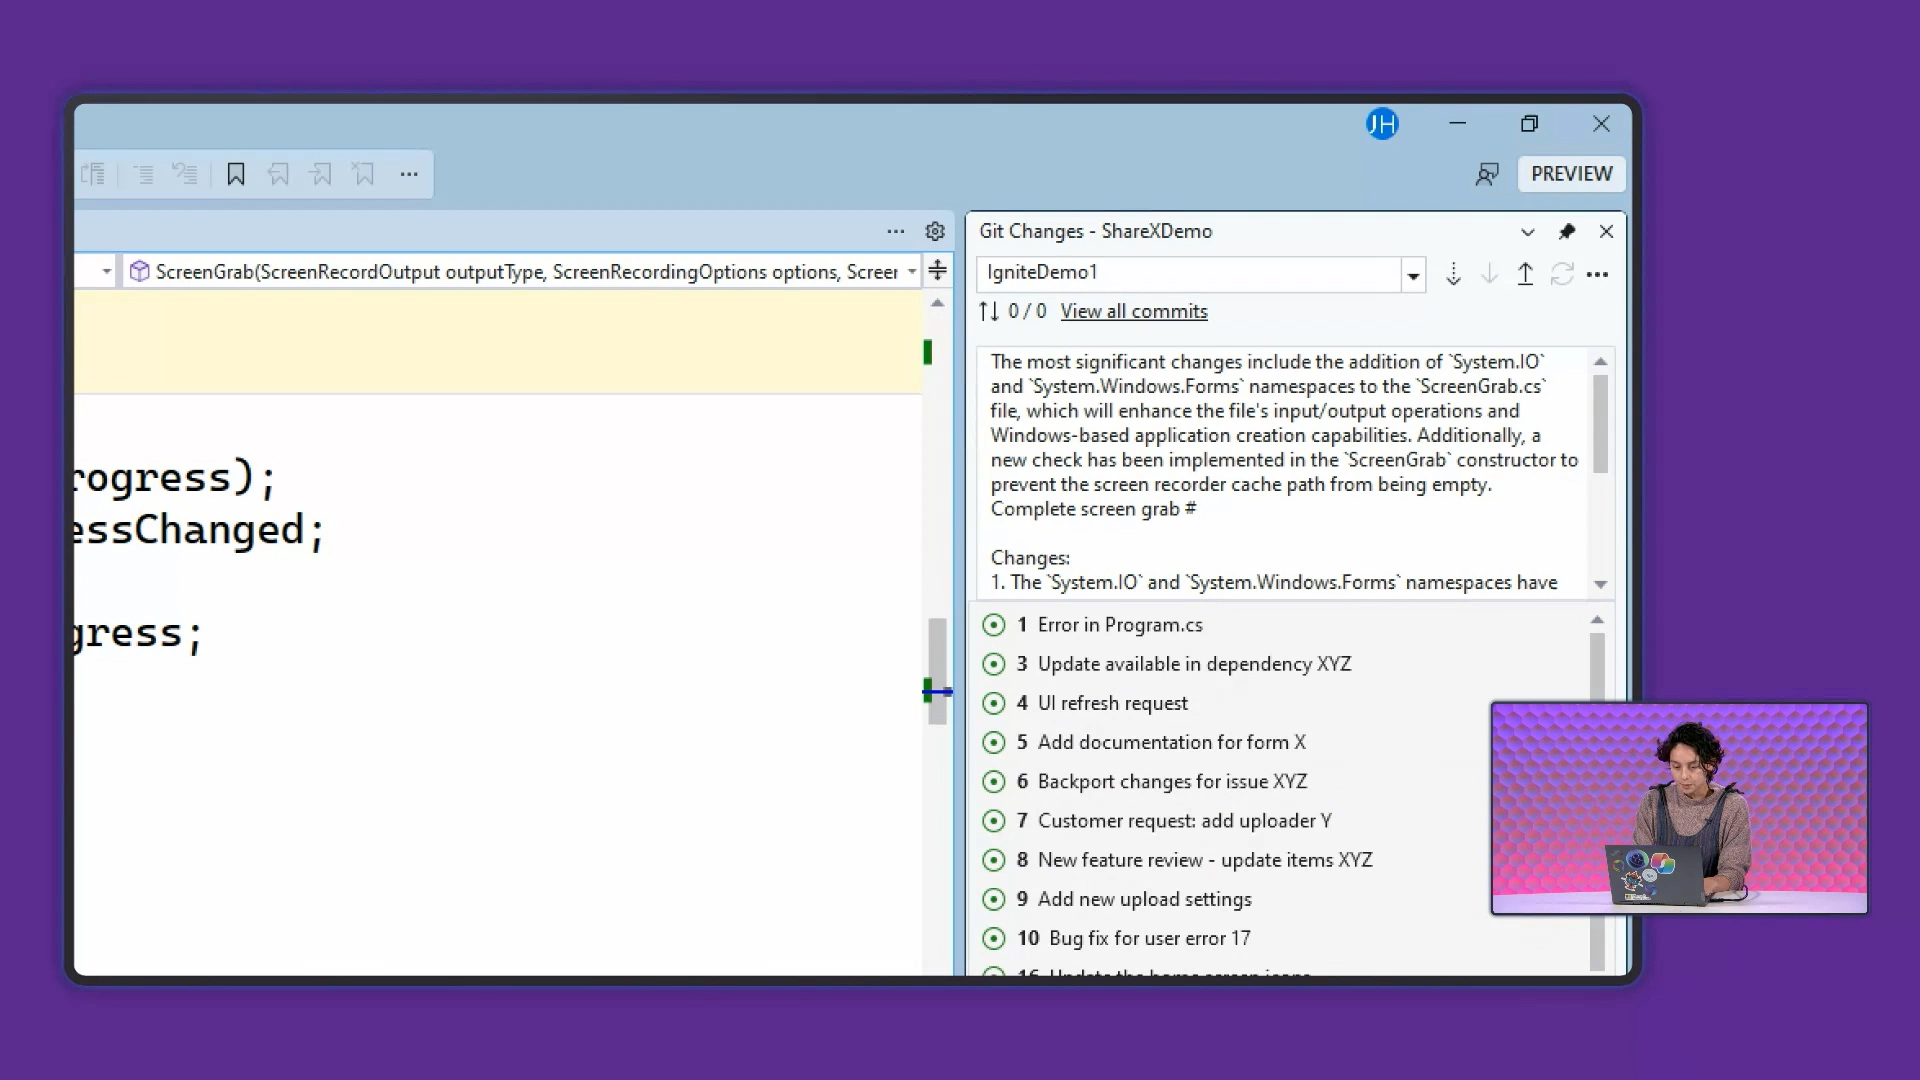 JH
PREVIEW
Git Changes - ShareXDemo
ScreenGrab(ScreenRecordOutput outputType, ScreenRecordingOptions options, Screer
IgniteDemo1
0 / 0 View all commits
The most significant changes include the addition of `System.IO`
and `System.Windows.Forms` namespaces to the `ScreenGrab.cs`
file, which will enhance the file's input/output operations and
Windows-based application creation capabilities. Additionally, a
new check has been implemented in the `ScreenGrab` constructor to
prevent the screen recorder cache path from being empty.
Complete screen grab #
Changes:
1. The `System.IO` and `System.Windows.Forms` namespaces have
rogress);
essChanged;
gress;
1 Error in Program.cs
3 Update available in dependency XYZ
4 UI refresh request
5 Add documentation for form X
6 Backport changes for issue XYZ
7 Customer request: add uploader Y
8 New feature review - update items XYZ
9 Add new upload settings
10 Bug fix for user error 17
16 Update the home screen icons